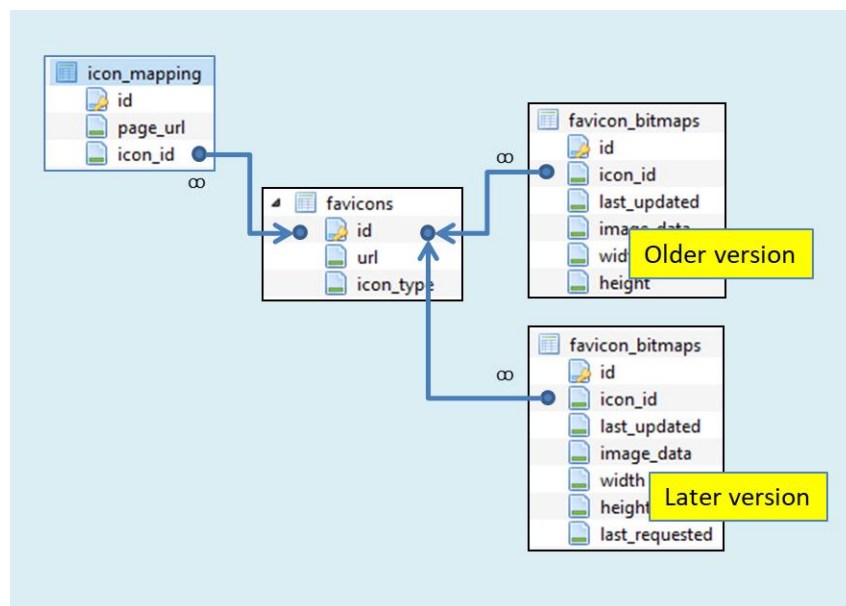 icon_mapping
id
page_url
icon_id
∞
favicons
id
url
icon_type
∞
favicon_bitmaps
id
icon_id
last_updated
image_data
height
Older version
∞
favicon_bitmaps
id
icon_id
last_updated
image_data
width
height
last_requested
Later version